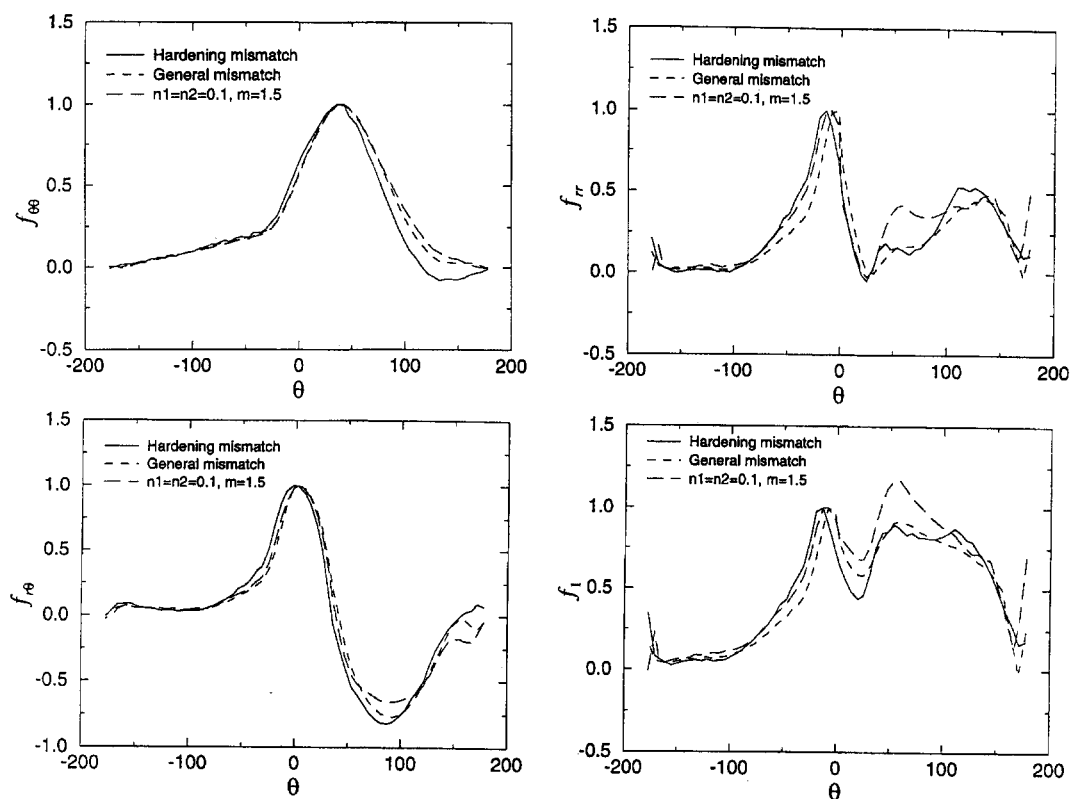 1.5
Hardening mismatch
General mismatch
n1=n2=0.1, m=1.5
1.0
0.5
0.0
-0.5
fθθ
-200 -100 0 100 200
θ
1.5
Hardening mismatch
General mismatch
n1=n2=0.1, m=1.5
1.0
0.5
0.0
-0.5
frr
-200 -100 0 100 200
θ
1.5
Hardening mismatch
General mismatch
n1=n2=0.1, m=1.5
1.0
0.5
0.0
-0.5
-1.0
frθ
-200 -100 0 100 200
θ
1.5
Hardening mismatch
General mismatch
n1=n2=0.1, m=1.5
1.0
0.5
0.0
-0.5
f1
-200 -100 0 100 200
θ